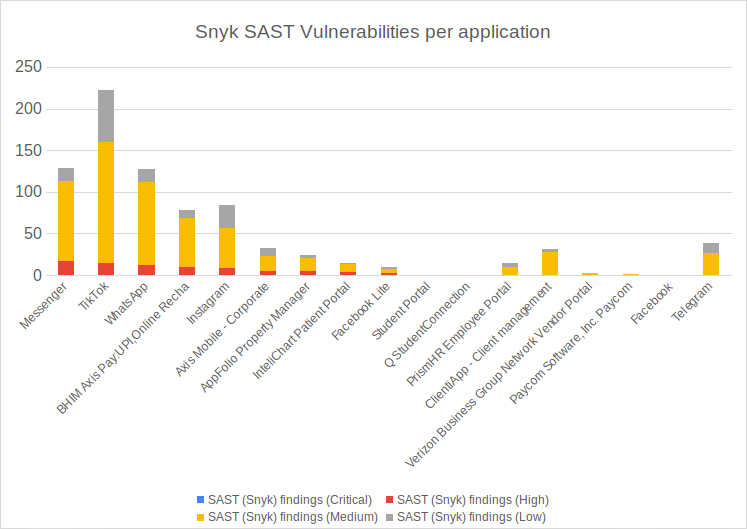 Snyk SAST Vulnerabilities per application
250
200
150
100
50
0
Messenger
TikTok
WhatsApp
BHIM Axis Pay:UPI,Online Recha
Instagram
Axis Mobile - Corporate
AppFolio Property Manager
InteliChart Patient Portal
Facebook Lite
Student Portal
Q StudentConnection
PrismHR Employee Portal
ClientiApp - Client management
Verizon Business Group Network Vendor Portal
Paycom Software, Inc. Paycom
Facebook
Telegram
SAST (Snyk) findings (Critical) SAST (Snyk) findings (High)
SAST (Snyk) findings (Medium) SAST (Snyk) findings (Low)